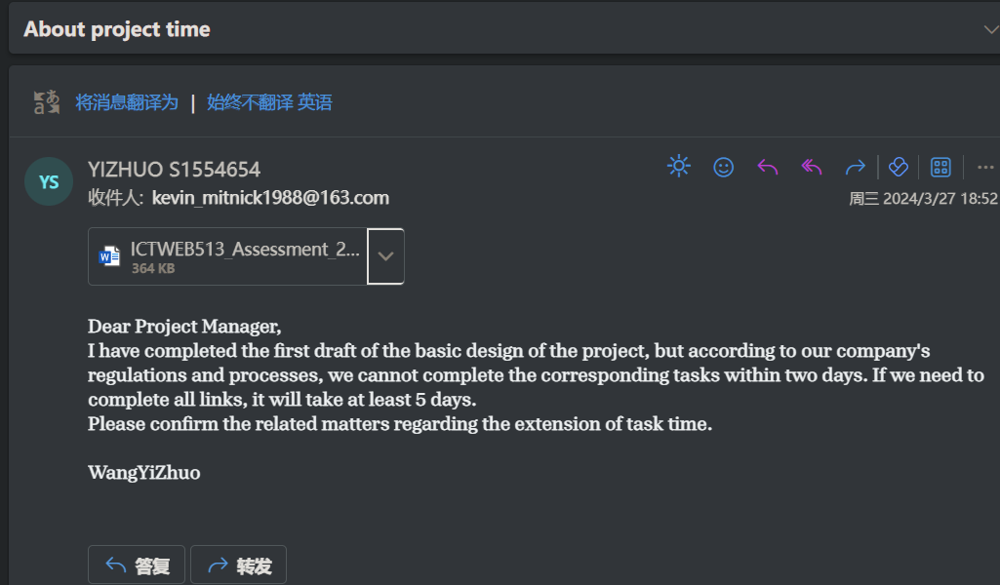 About project time
将消息翻译为 | 始终不翻译 英语
YS
YIZHUO S1554654
收件人: kevin_mitnick1988@163.com
周三 2024/3/27 18:52
ICTWEB513_Assessment_2...
364 KB
Dear Project Manager,
I have completed the first draft of the basic design of the project, but according to our company's
regulations and processes, we cannot complete the corresponding tasks within two days. If we need to
complete all links, it will take at least 5 days.
Please confirm the related matters regarding the extension of task time.
WangYiZhuo
答复
转发